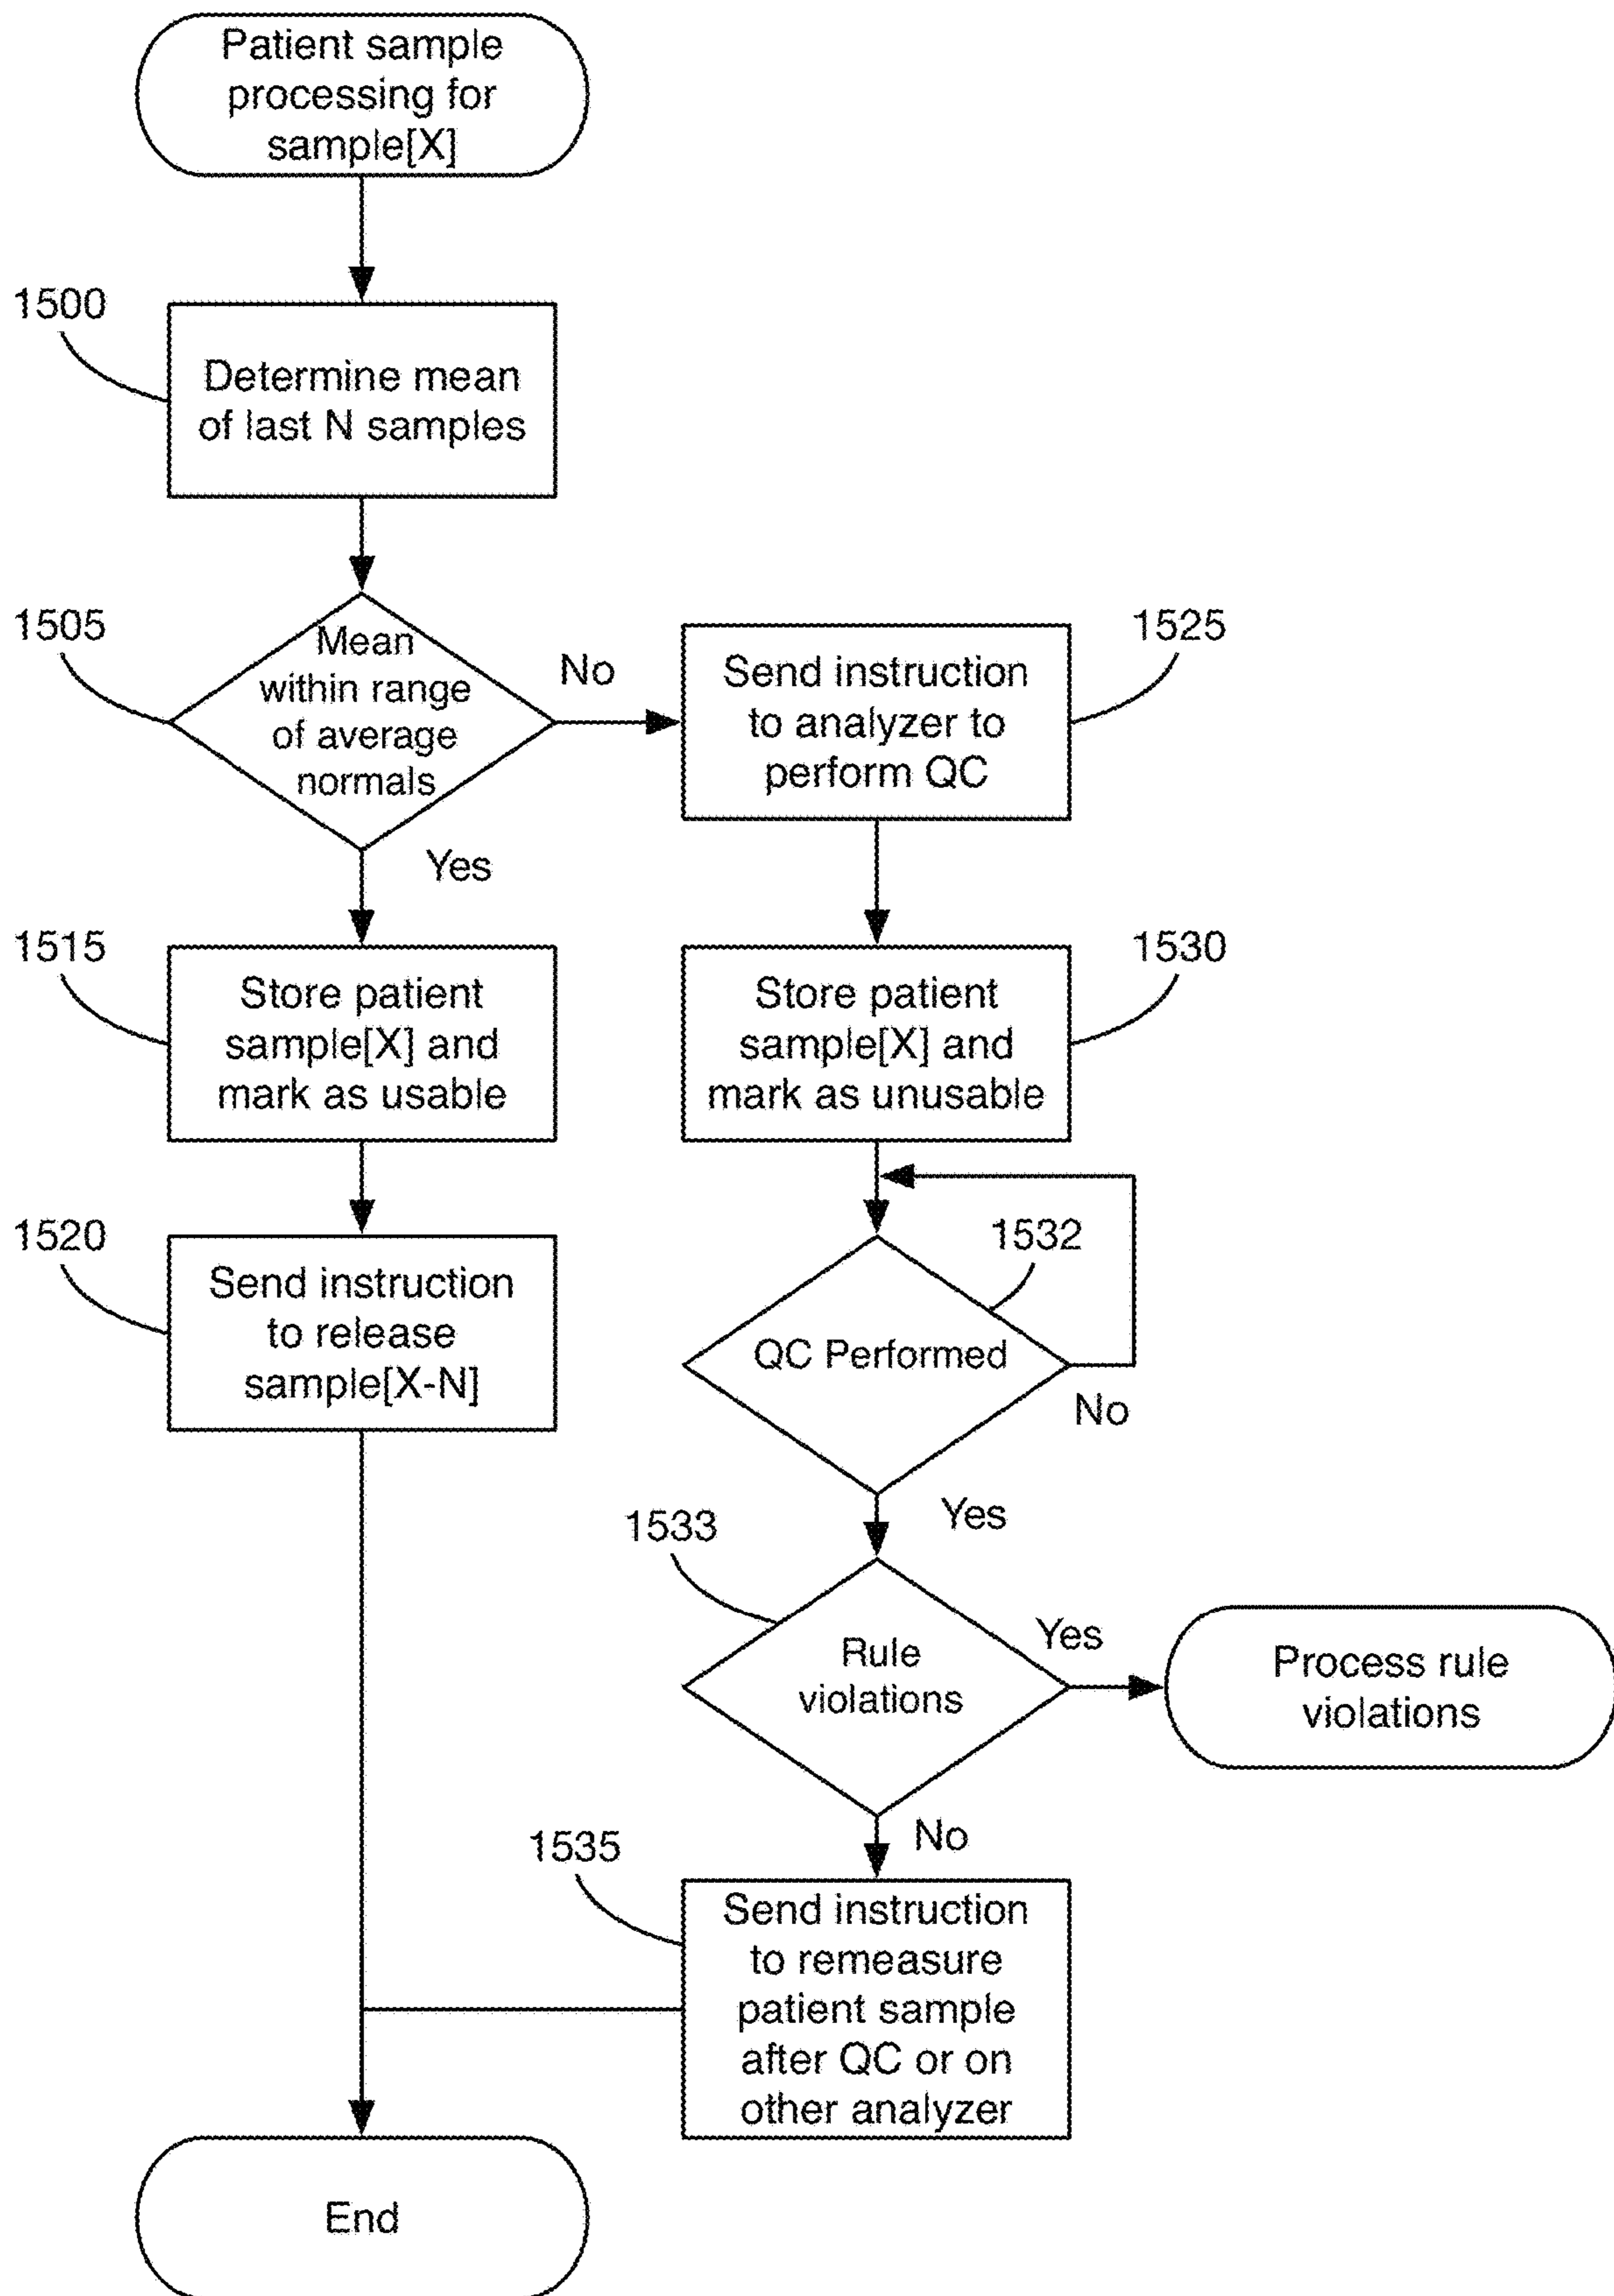 Patient sample
processing for
sample[X]
1500
Determine mean
of last N samples
1505
Mean
within range
of average
normals
No
Send instruction
to analyzer to
perform QC
1525
Yes
1515
Store patient
sample[X] and
mark as usable
Store patient
sample[X] and
mark as unusable
1530
1520
Send instruction
to release
sample[X-N]
1532
QC Performed
No
Yes
1533
Rule
violations
Yes
Process rule
violations
No
1535
Send instruction
to remeasure
patient sample
after QC or on
other analyzer
End